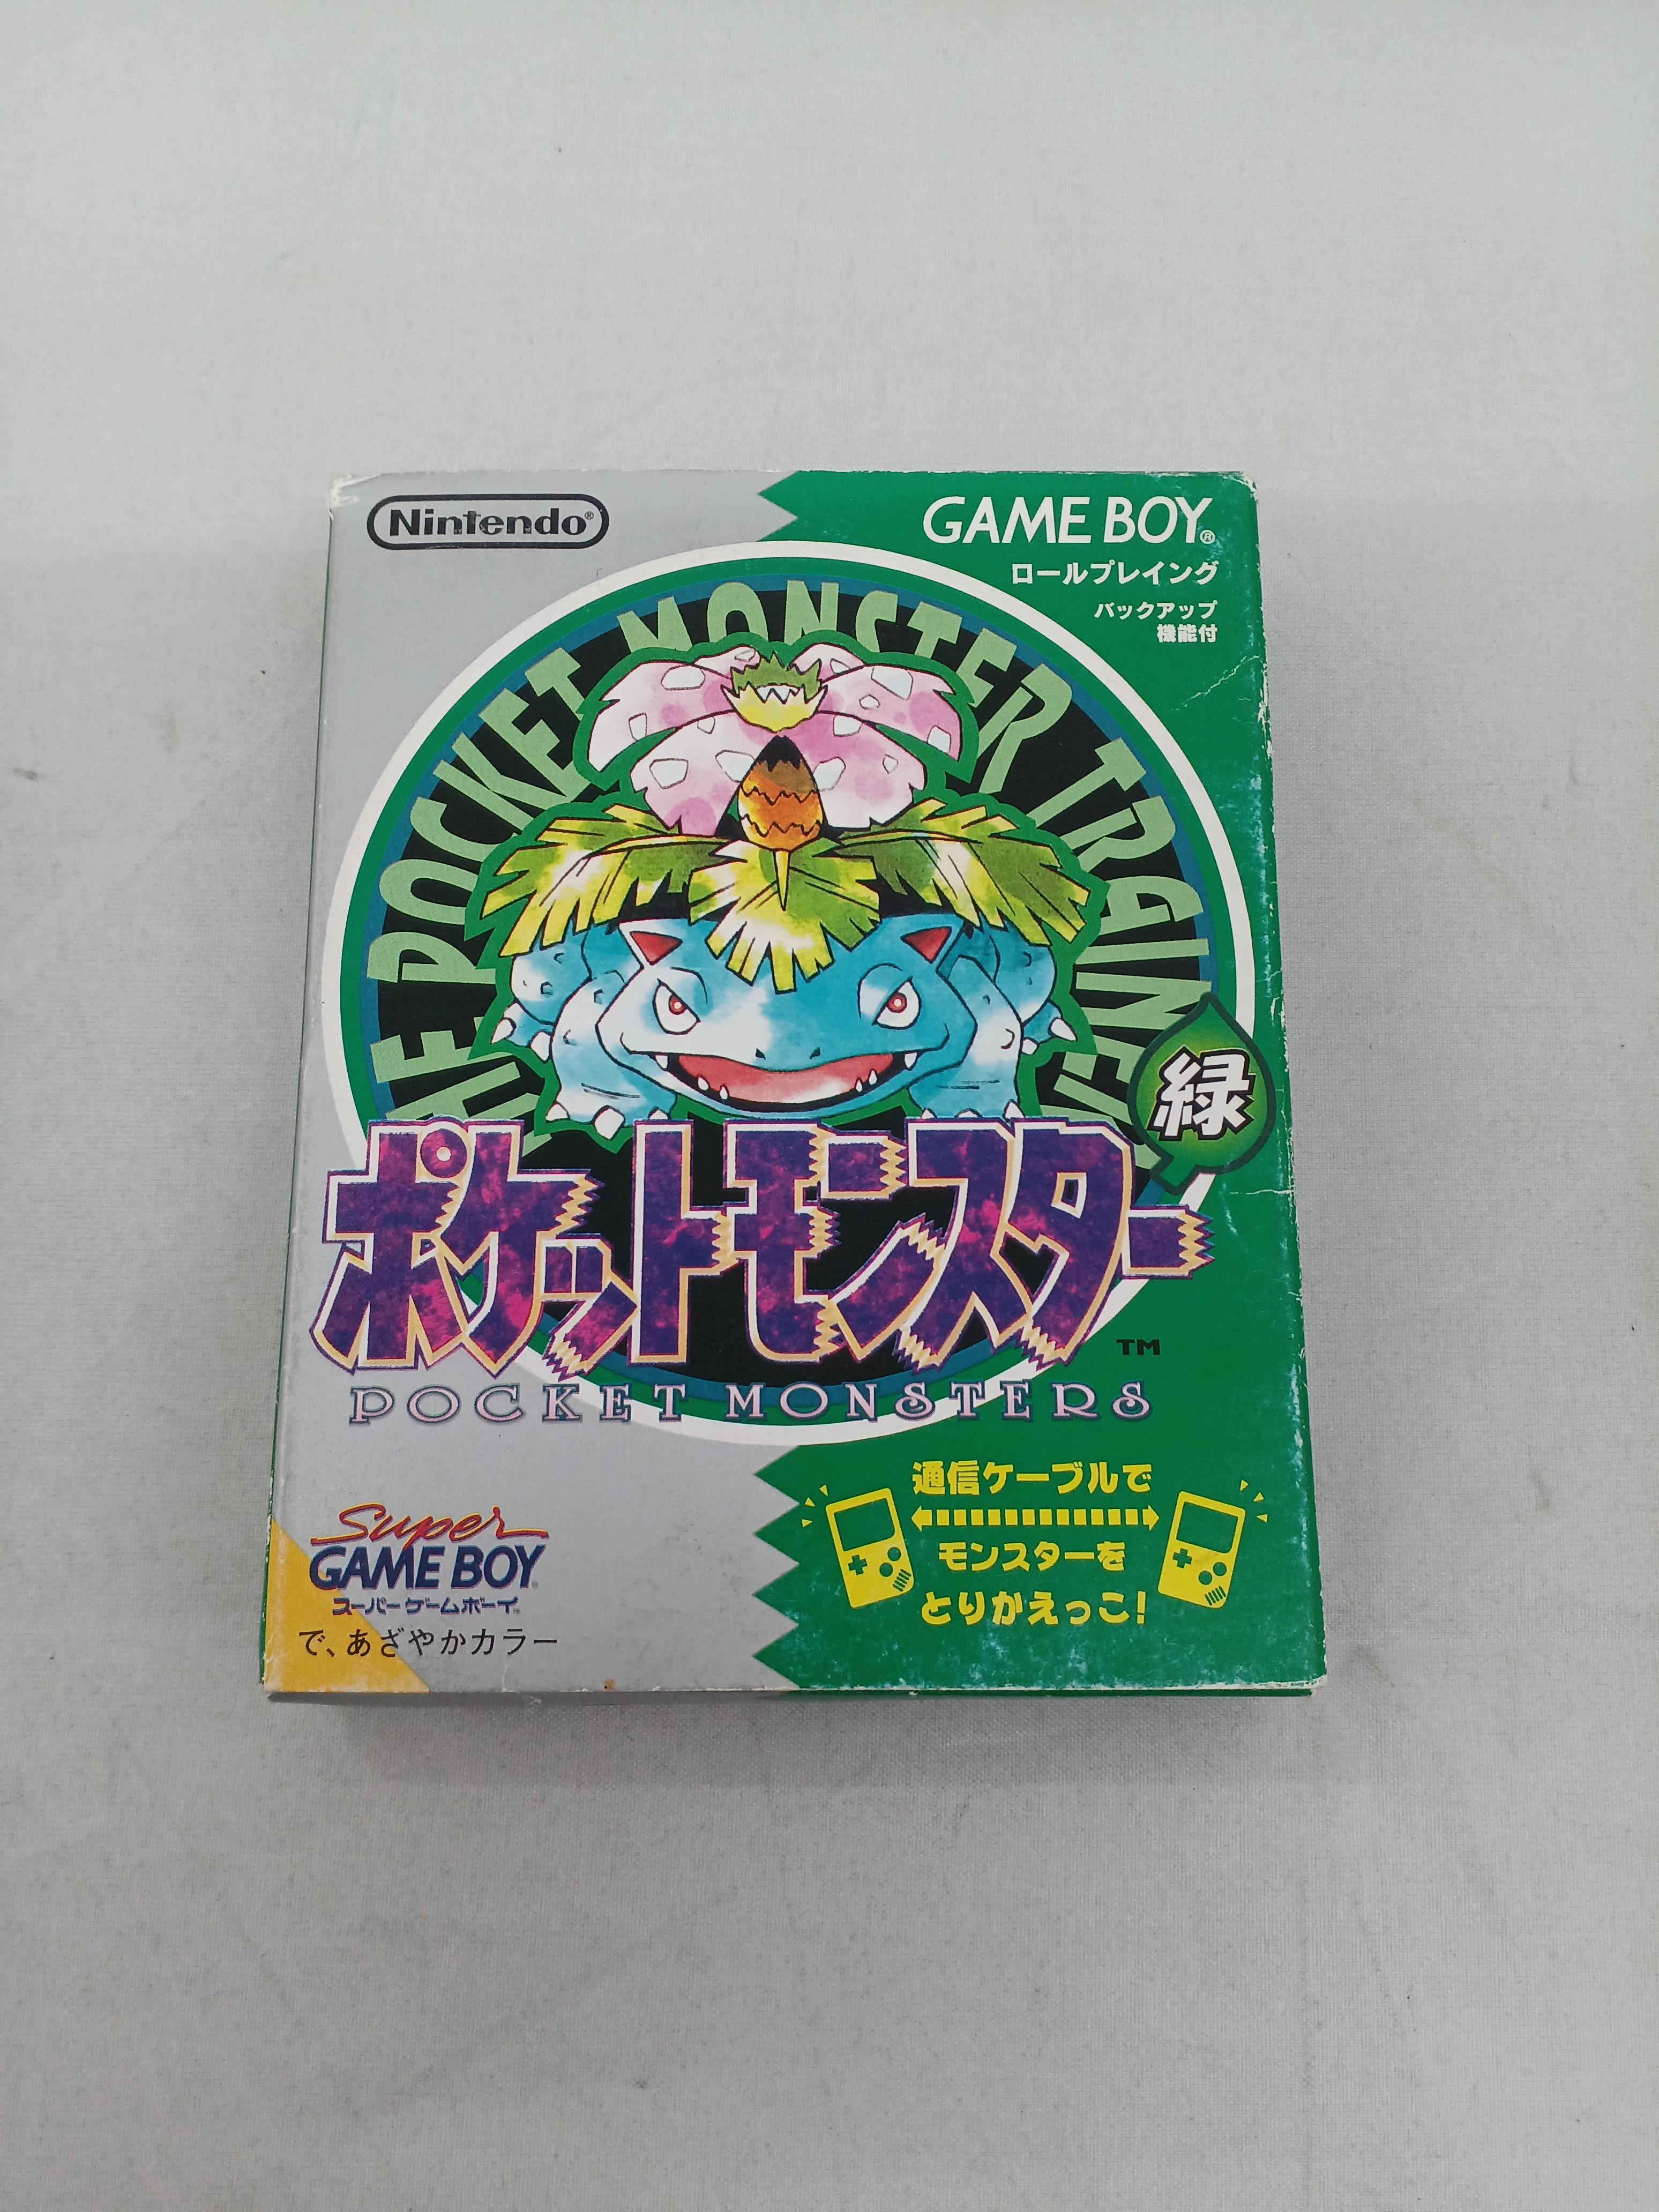 Nintendo®
GAME BOY®
ロールプレイング
バックアップ
機能付
THE POCKET MONSTER TRAINER
緑
ポケットモンスター
TM
POCKET MONSTERS
通信ケーブルで
モンスターを
とりかえっこ!
Super
GAME BOY
スーパーゲームボーイ
で、あざやかカラー